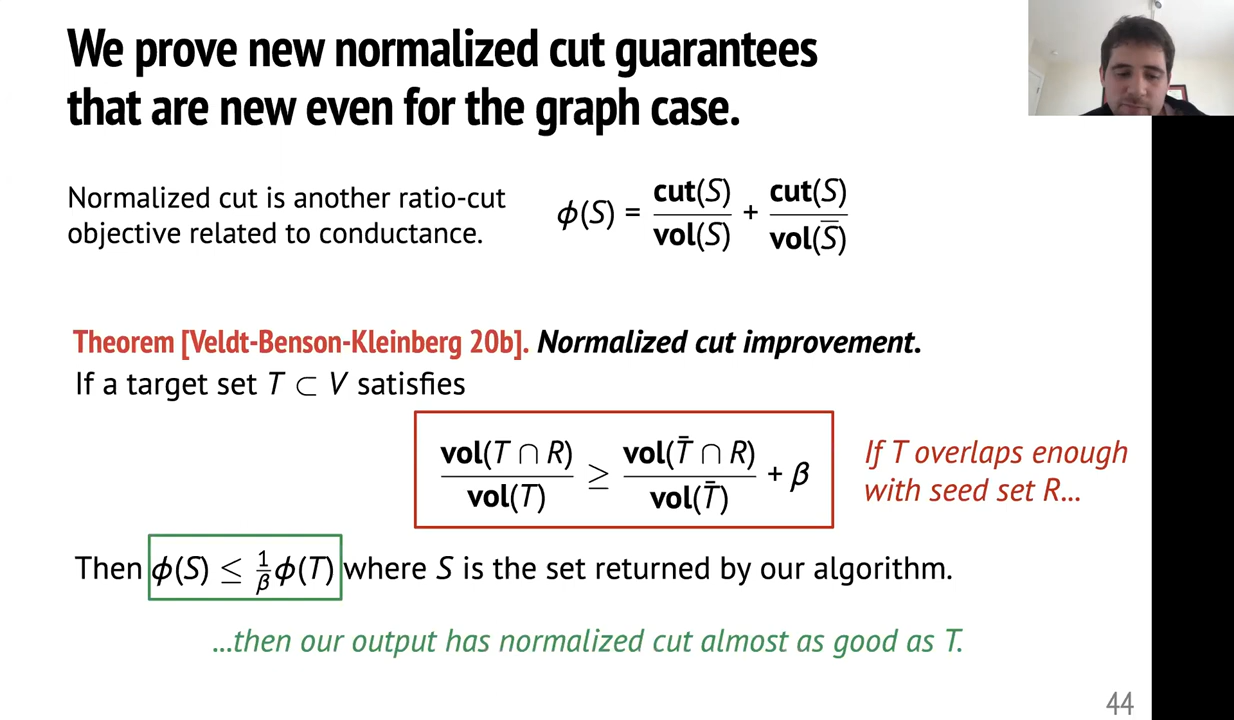 We prove new normalized cut guarantees
that are new even for the graph case.
Normalized cut is another ratio-cut
objective related to conductance.
ϕ(S) = cut(S)/vol(S) + cut(S)/vol(S̅)
Theorem [Veldt-Benson-Kleinberg 20b]. Normalized cut improvement.
If a target set T ⊂ V satisfies
vol(T ∩ R)/vol(T) ≥ vol(T̄ ∩ R)/vol(T̄) + β
If T overlaps enough
with seed set R...
Then ϕ(S) ≤ 1/β ϕ(T) where S is the set returned by our algorithm.
...then our output has normalized cut almost as good as T.
44